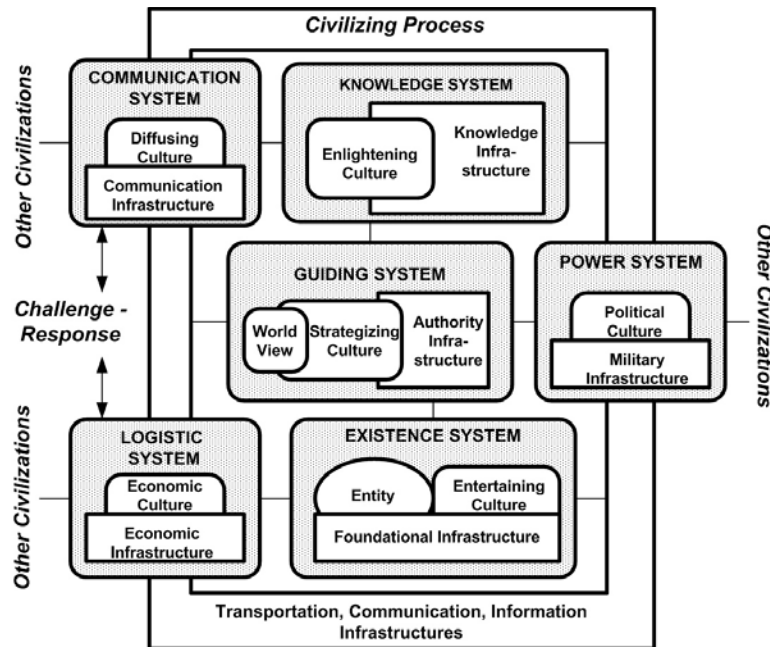 Civilizing Process
COMMUNICATION
SYSTEM
Diffusing
Culture
Communication
Infrastructure
KNOWLEDGE SYSTEM
Enlightening
Culture
Knowledge
Infra-
structure
Other Civilizations
Challenge -
Response
GUIDING SYSTEM
World
View
Strategizing
Culture
Authority
Infra-
structure
POWER SYSTEM
Political
Culture
Military
Infrastructure
Other Civilizations
Other Civilizations
LOGISTIC
SYSTEM
Economic
Culture
Economic
Infrastructure
EXISTENCE SYSTEM
Entity
Entertaining
Culture
Foundational Infrastructure
Transportation, Communication, Information
Infrastructures